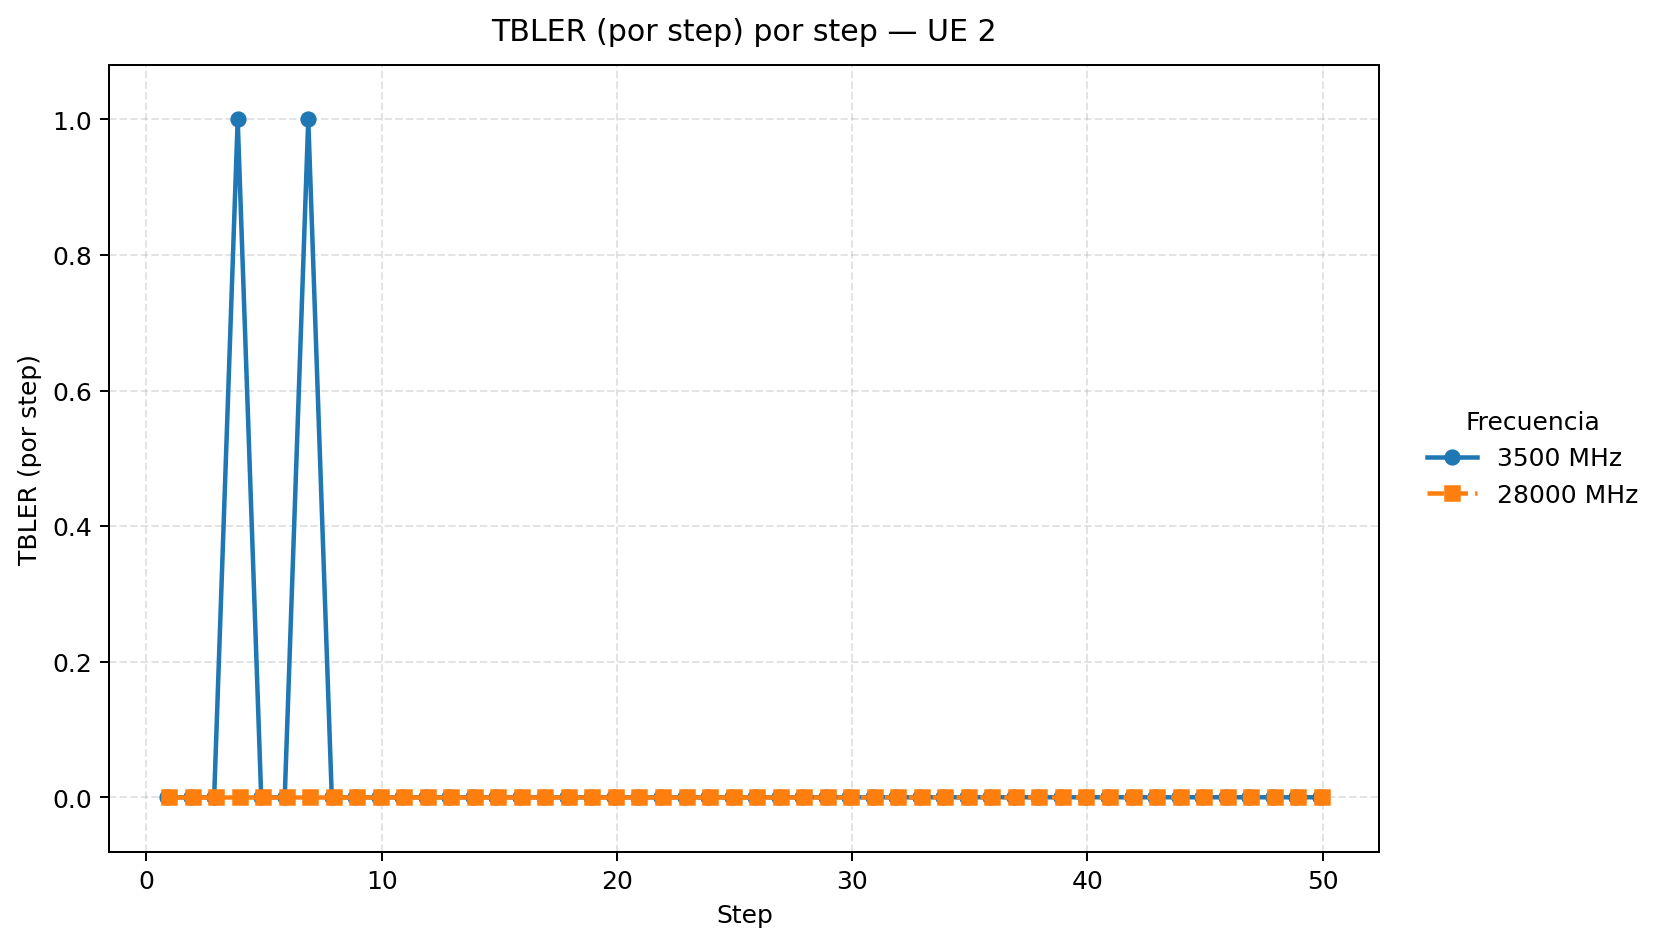 TBLER (por step) por step — UE 2
TBLER (por step)
1.0
0.8
0.6
0.4
0.2
0.0
0
10
20
30
40
50
Step
Frecuencia
3500 MHz
28000 MHz